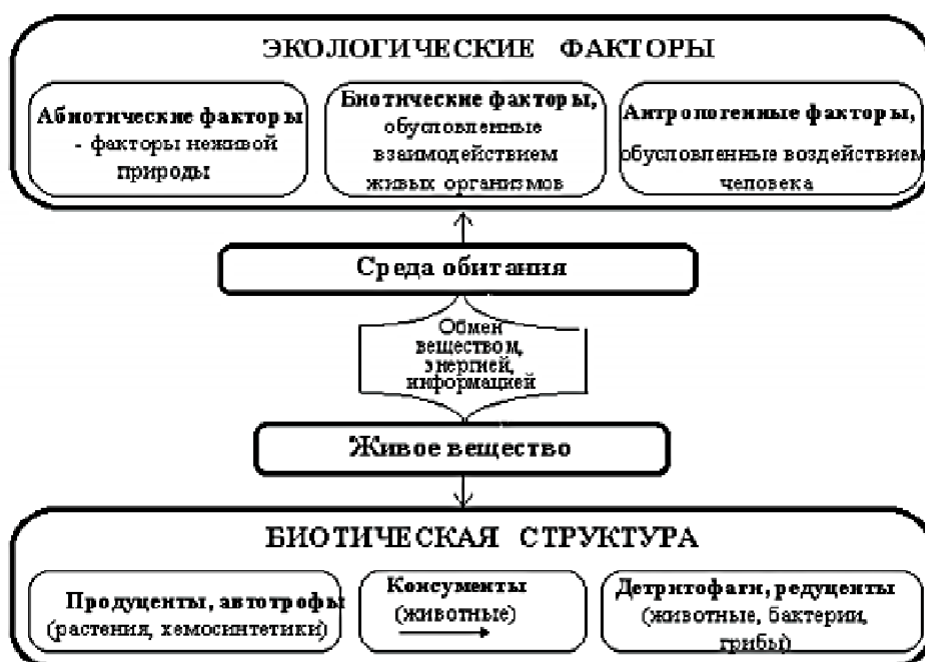 ЭКОЛОГИЧЕСКИЕ ФАКТОРЫ
Абиотические факторы
- факторы неживой
природы
Биотические факторы,
обусловленные
взаимодействием
живых организмов
Антропогенные факторы,
обусловленные воздействием
человека
Среда обитания
Обмен
веществом,
энергией,
информацией
Живое вещество
БИОТИЧЕСКАЯ СТРУКТУРА
Продуценты, автотрофы
(растения, хемосинтетики)
Консументы
(животные)
Детритофаги, редуценты
(животные, бактерии,
грибы)